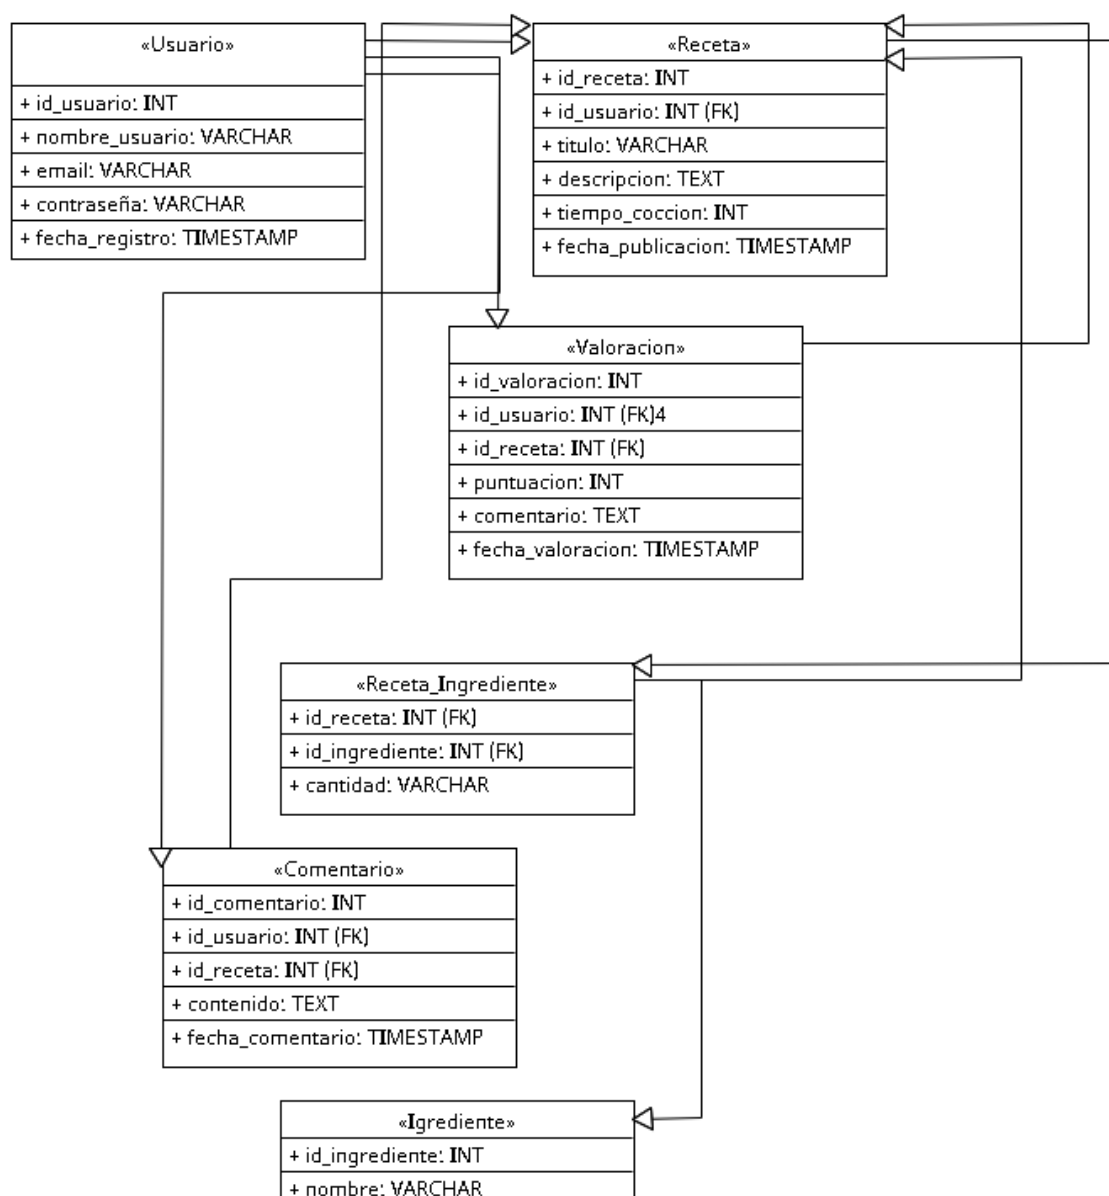 «Usuario»
+ id_usuario: INT
+ nombre_usuario: VARCHAR
+ email: VARCHAR
+ contraseña: VARCHAR
+ fecha_registro: TIMESTAMP
«Receta»
+ id_receta: INT
+ id_usuario: INT (FK)
+ titulo: VARCHAR
+ descripcion: TEXT
+ tiempo_coccion: INT
+ fecha_publicacion: TIMESTAMP
«Valoracion»
+ id_valoracion: INT
+ id_usuario: INT (FK)4
+ id_receta: INT (FK)
+ puntuacion: INT
+ comentario: TEXT
+ fecha_valoracion: TIMESTAMP
«Receta_Ingrediente»
+ id_receta: INT (FK)
+ id_ingrediente: INT (FK)
+ cantidad: VARCHAR
«Comentario»
+ id_comentario: INT
+ id_usuario: INT (FK)
+ id_receta: INT (FK)
+ contenido: TEXT
+ fecha_comentario: TIMESTAMP
«Igrediente»
+ id_ingrediente: INT
+ nombre: VARCHAR